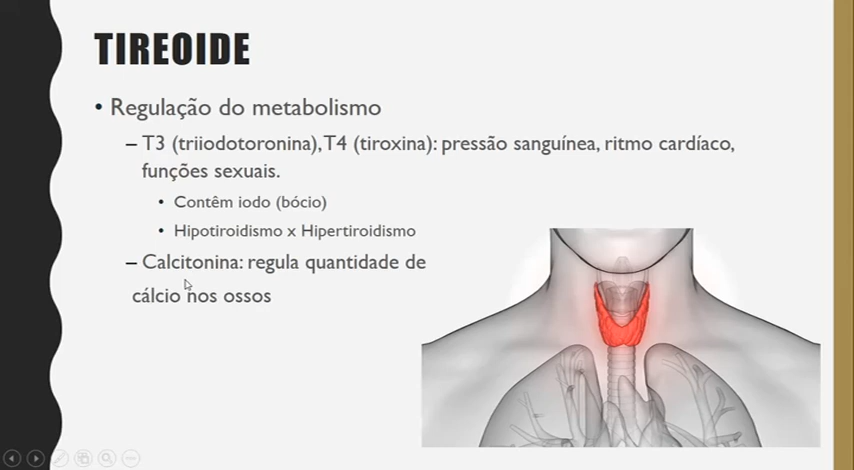 TIREOIDE
• Regulação do metabolismo
– T3 (triiodotoronina), T4 (tiroxina): pressão sanguínea, ritmo cardíaco,
funções sexuais.
• Contêm iodo (bócio)
• Hipotiroidismo x Hipertiroidismo
– Calcitonina: regula quantidade de
cálcio nos ossos